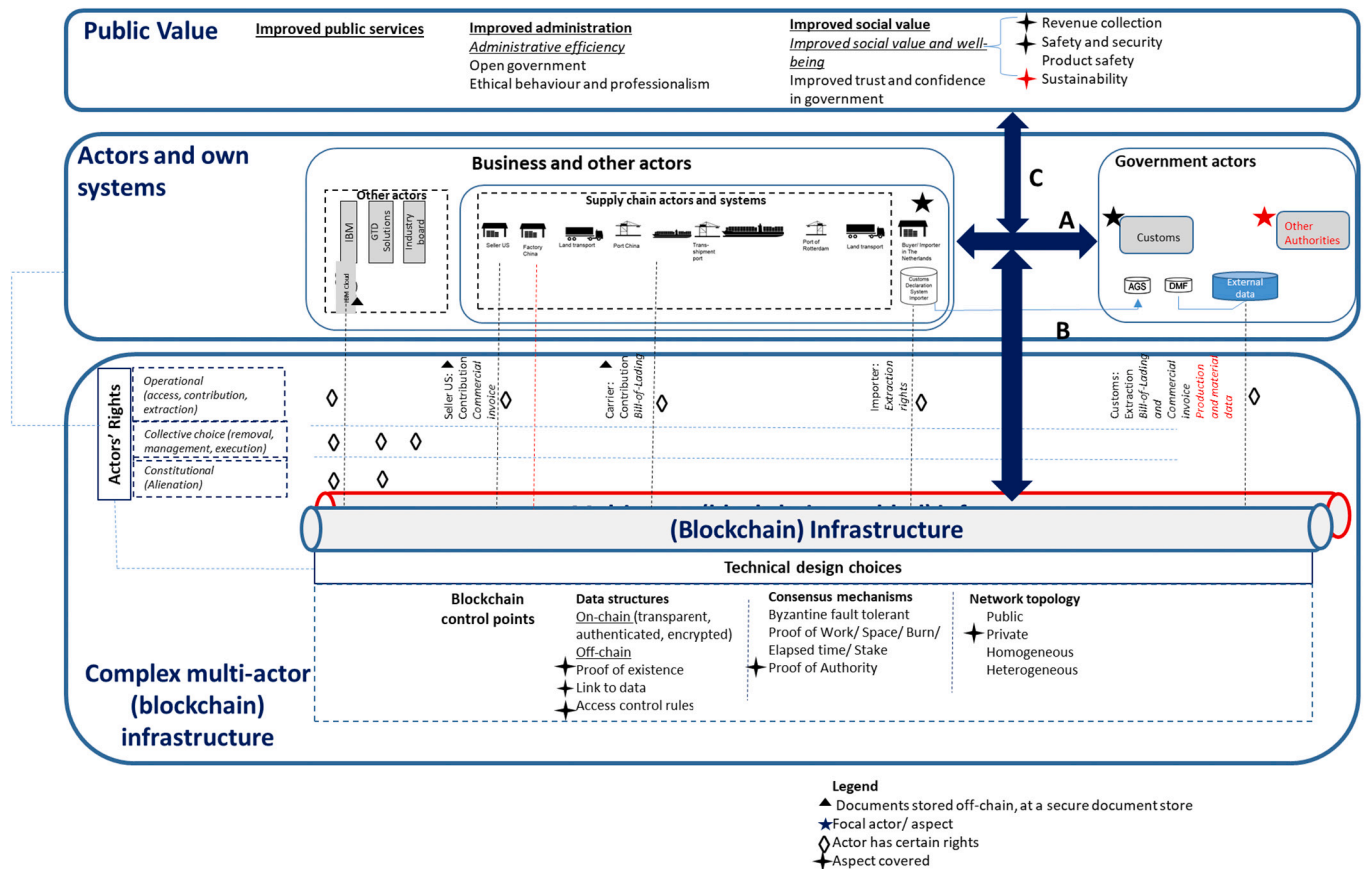 Public Value
Improved public services
Improved administration
Administrative efficiency
Open government
Ethical behaviour and professionalism
Improved social value
Improved social value and well-
being
Improved trust and confidence
in government
Revenue collection
Safety and security
Product safety
Sustainability
Actors and own
systems
Business and other actors
Other actors
IBM
GTD
Solutions
Industry
board
IBM Cloud
Supply chain actors and systems
Seller US
Factory
China
Land transport
Port China
Trans-
shipment
port
Port of
Rotterdam
Land transport
Buyer/ Importer
in The
Netherlands
Customs
Declaration
System
Importer
C
A
B
Government actors
Customs
Other
Authorities
AGS
DMF
External
data
Actors' Rights
Operational
(access, contribution,
extraction)
Collective choice (removal,
management, execution)
Constitutional
(Alienation)
Seller US:
Contribution
Commercial
invoice
Carrier:
Contribution
Bill-of-Lading
Importer:
Extraction
rights
Customs:
Extraction
Bill-of-Lading
and
Commercial
invoice
Production
and material
data
(Blockchain) Infrastructure
Technical design choices
Blockchain
control points
Data structures
On-chain (transparent,
authenticated, encrypted)
Off-chain
Proof of existence
Link to data
Access control rules
Consensus mechanisms
Byzantine fault tolerant
Proof of Work/ Space/ Burn/
Elapsed time/ Stake
Proof of Authority
Network topology
Public
Private
Homogeneous
Heterogeneous
Complex multi-actor
(blockchain)
infrastructure
Legend
Documents stored off-chain, at a secure document store
Focal actor/ aspect
Actor has certain rights
Aspect covered